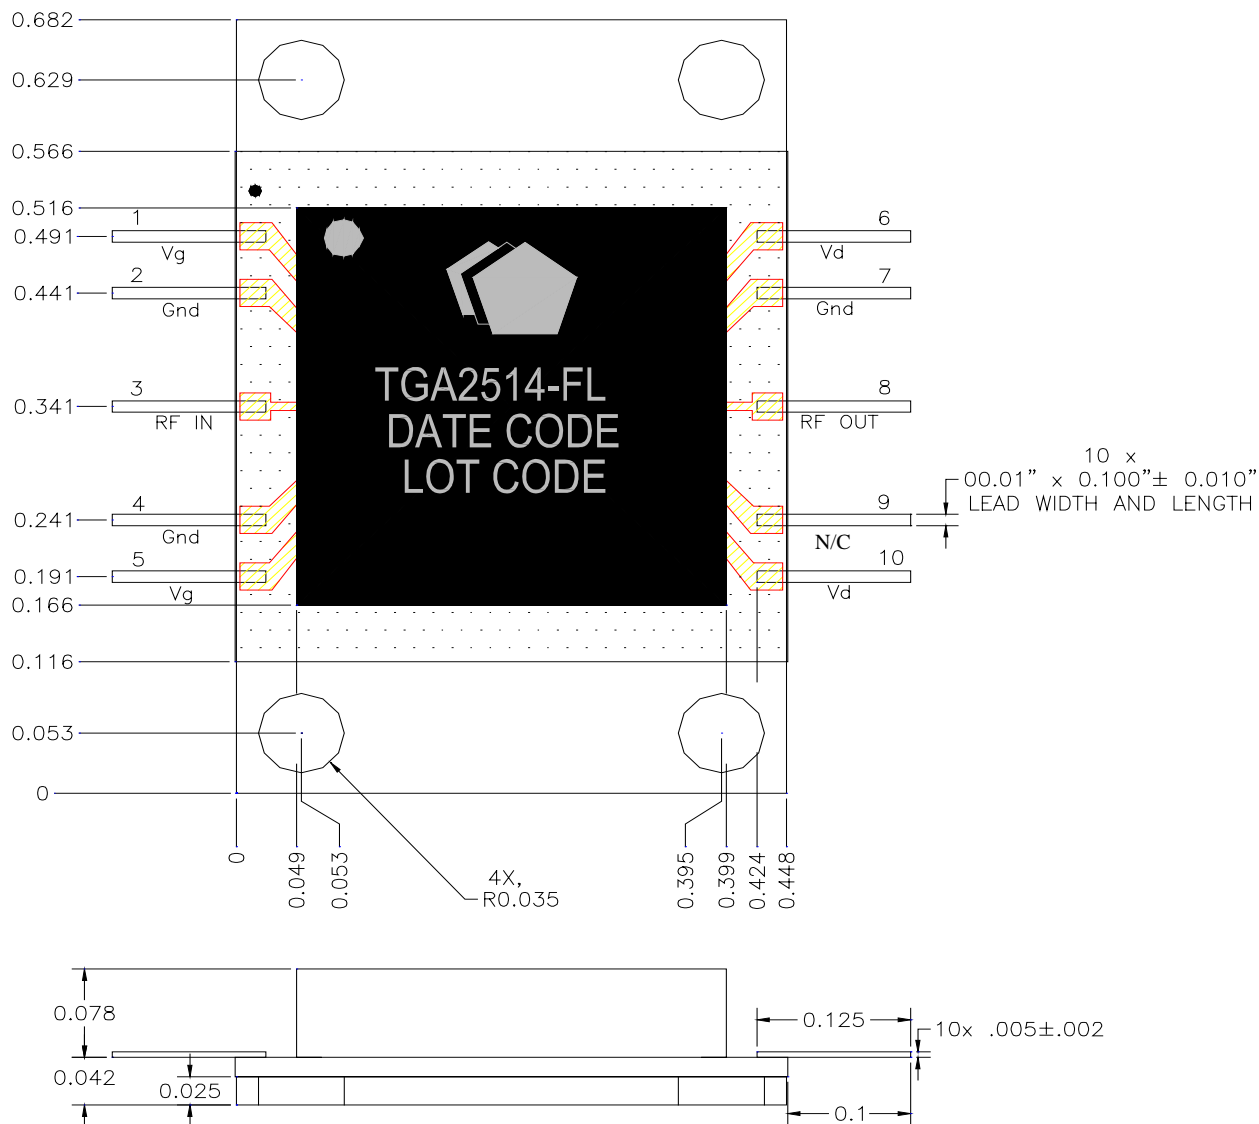 0.682
0.629
0.566
0.516
0.491
0.441
0.341
0.241
0.191
0.166
0.116
0.053
0
1
Vg
2
Gnd
3
RF IN
4
Gnd
5
Vg
TGA2514-FL
DATE CODE
LOT CODE
6
Vd
7
Gnd
8
RF OUT
9
N/C
10
Vd
10 x
00.01" x 0.100"± 0.010"
LEAD WIDTH AND LENGTH
0
0.049
0.053
0.395
0.399
0.424
0.448
4X,
R0.035
0.078
0.042
0.025
0.125
10x .005±.002
0.1